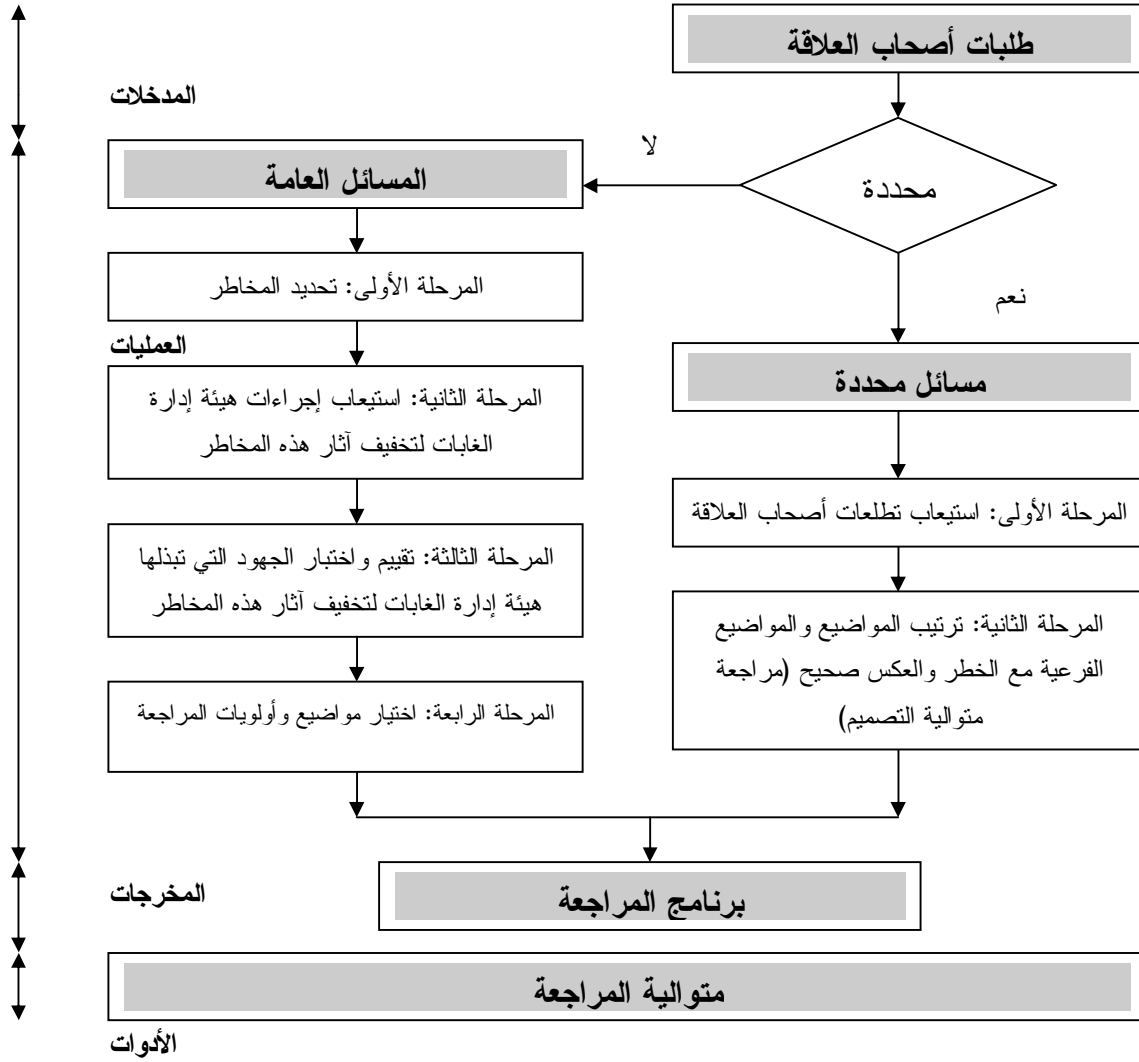 طلبات أصحاب العلاقة
المدخلات
محددة
لا
نعم
المسائل العامة
المرحلة الأولى: تحديد المخاطر
العمليات
المرحلة الثانية: استيعاب إجراءات هيئة إدارة
الغابات لتخفيف آثار هذه المخاطر
المرحلة الثالثة: تقييم واختبار الجهود التي تبذلها
هيئة إدارة الغابات لتخفيف آثار هذه المخاطر
المرحلة الرابعة: اختيار مواضيع وأولويات المراجعة
مسائل محددة
المرحلة الأولى: استيعاب تطلعات أصحاب العلاقة
المرحلة الثانية: ترتيب المواضيع والمواضيع
الفرعية مع الخطر والعكس صحيح (مراجعة
متوالية التصميم)
برنامج المراجعة
المخرجات
متوالية المراجعة
الأدوات